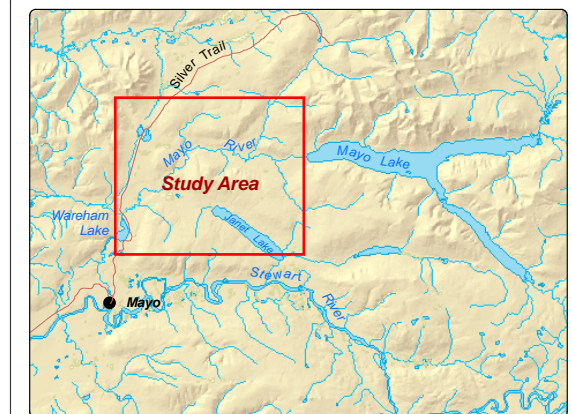 Silver Trail
Mayo River
Mayo Lake
Study Area
Wareham
Lake
Janet Lake
Stewart River
Mayo